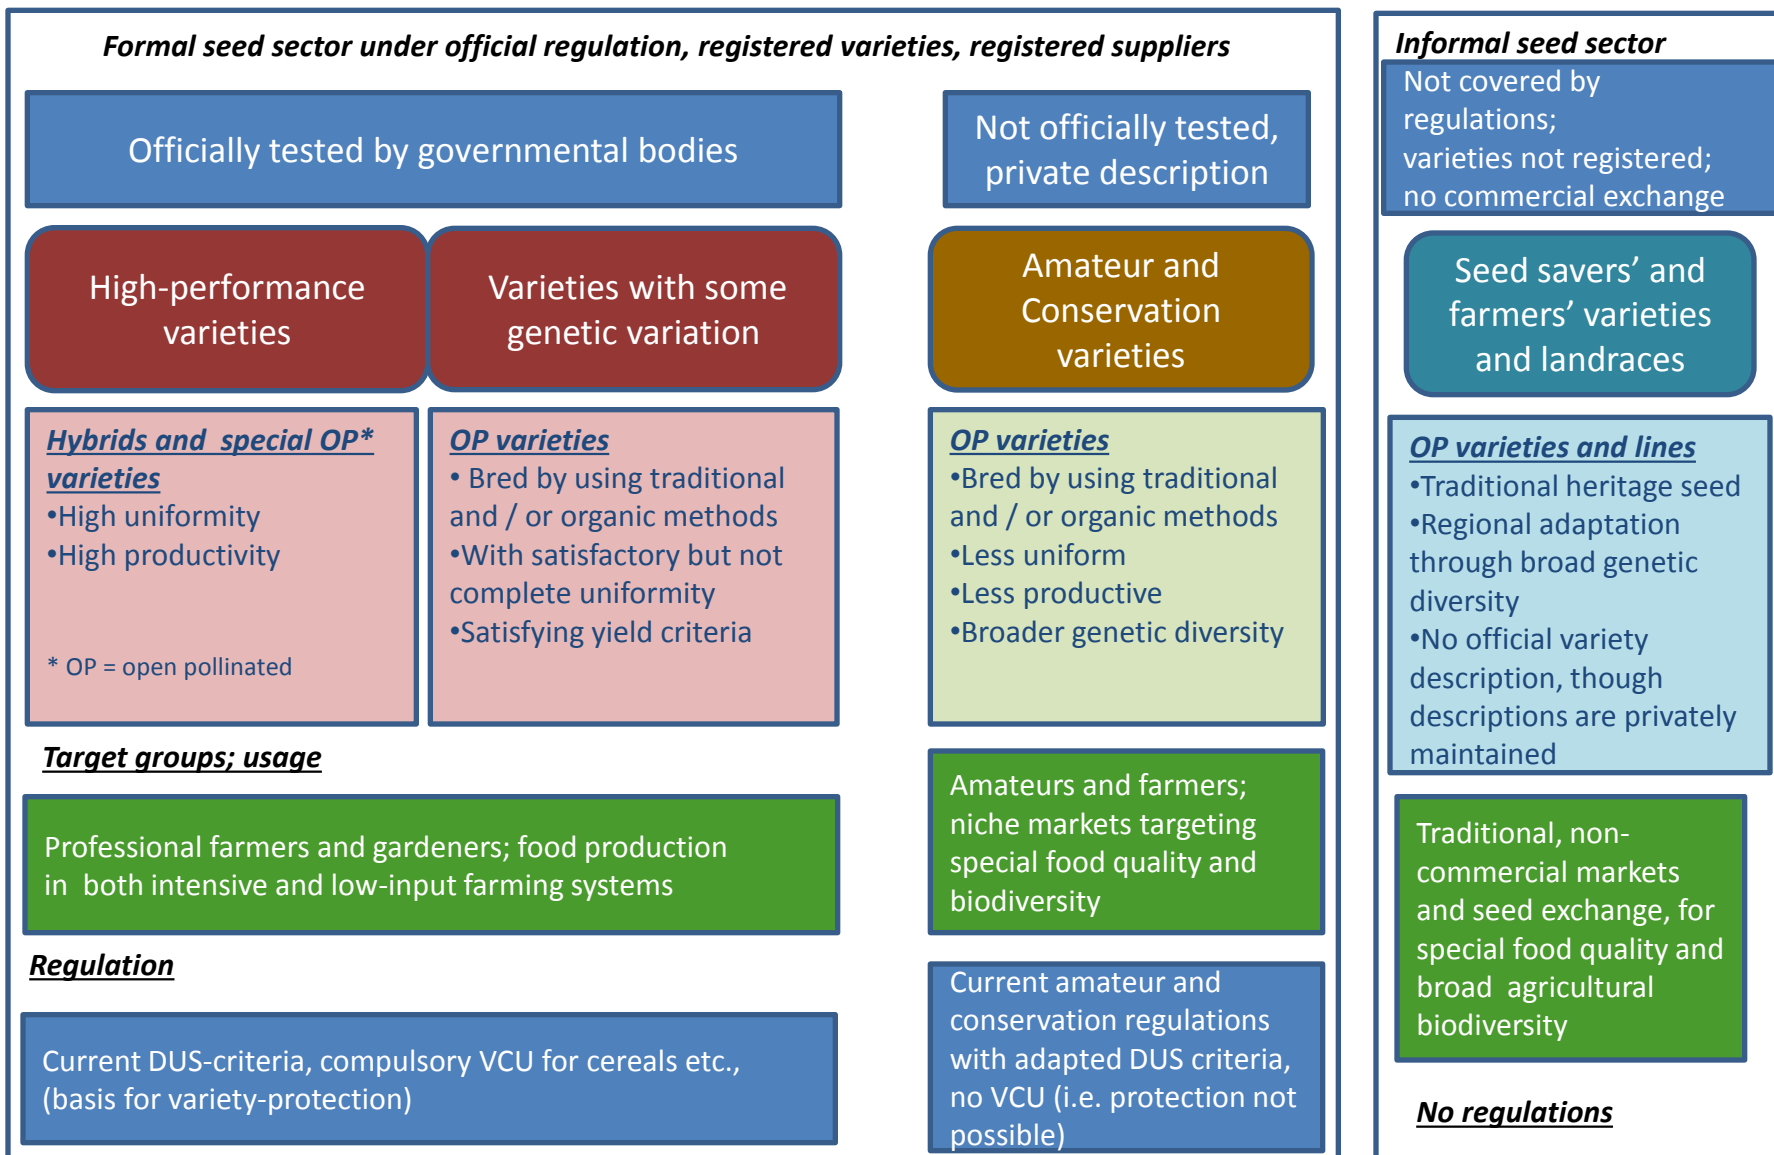 Formal seed sector under official regulation, registered varieties, registered suppliers
Officially tested by governmental bodies
Not officially tested,
private description
High-performance
varieties
Varieties with some
genetic variation
Amateur and
Conservation
varieties
Hybrids and special OP*
varieties
•High uniformity
•High productivity
* OP = open pollinated
OP varieties
• Bred by using traditional
and / or organic methods
•With satisfactory but not
complete uniformity
•Satisfying yield criteria
OP varieties
•Bred by using traditional
and / or organic methods
•Less uniform
•Less productive
•Broader genetic diversity
Target groups; usage
Professional farmers and gardeners; food production
in both intensive and low-input farming systems
Amateurs and farmers;
niche markets targeting
special food quality and
biodiversity
Regulation
Current DUS-criteria, compulsory VCU for cereals etc.,
(basis for variety-protection)
Current amateur and
conservation regulations
with adapted DUS criteria,
no VCU (i.e. protection not
possible)
Informal seed sector
Not covered by
regulations;
varieties not registered;
no commercial exchange
Seed savers’ and
farmers’ varieties
and landraces
OP varieties and lines
•Traditional heritage seed
•Regional adaptation
through broad genetic
diversity
•No official variety
description, though
descriptions are privately
maintained
Traditional, non-
commercial markets
and seed exchange, for
special food quality and
broad agricultural
biodiversity
No regulations